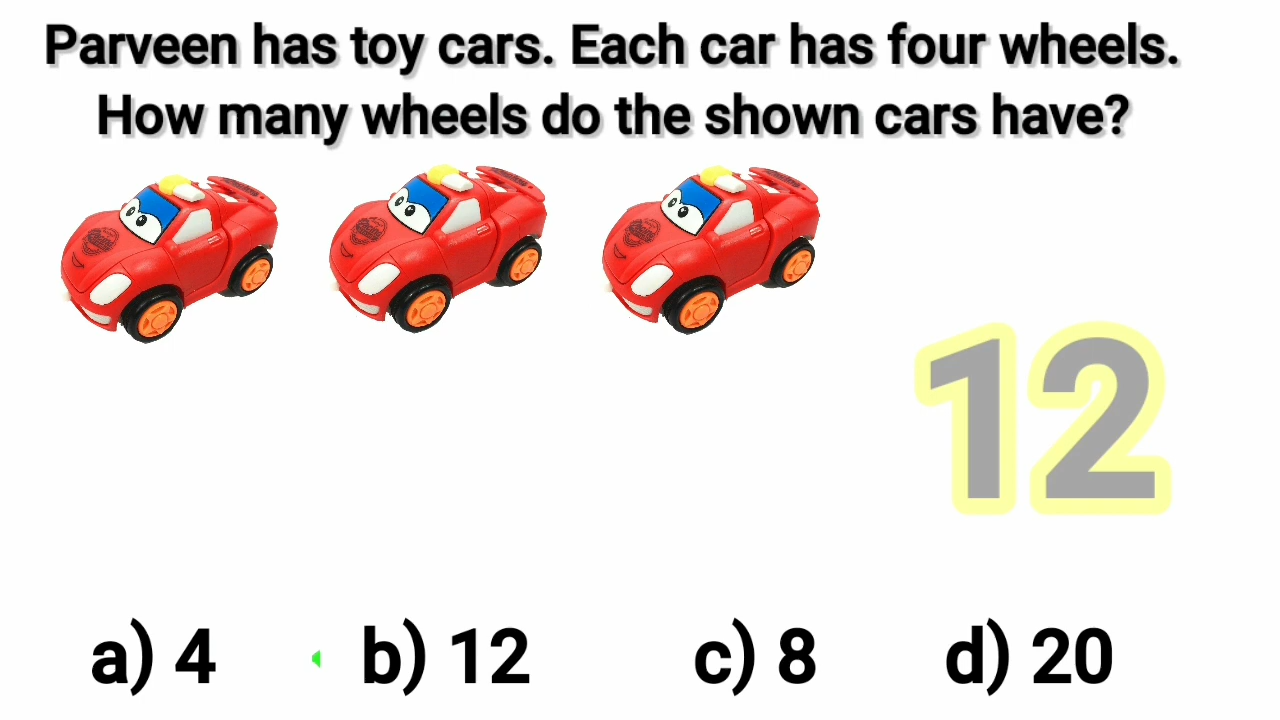 Parveen has toy cars. Each car has four wheels.
How many wheels do the shown cars have?
12
a) 4 b) 12 c) 8 d) 20